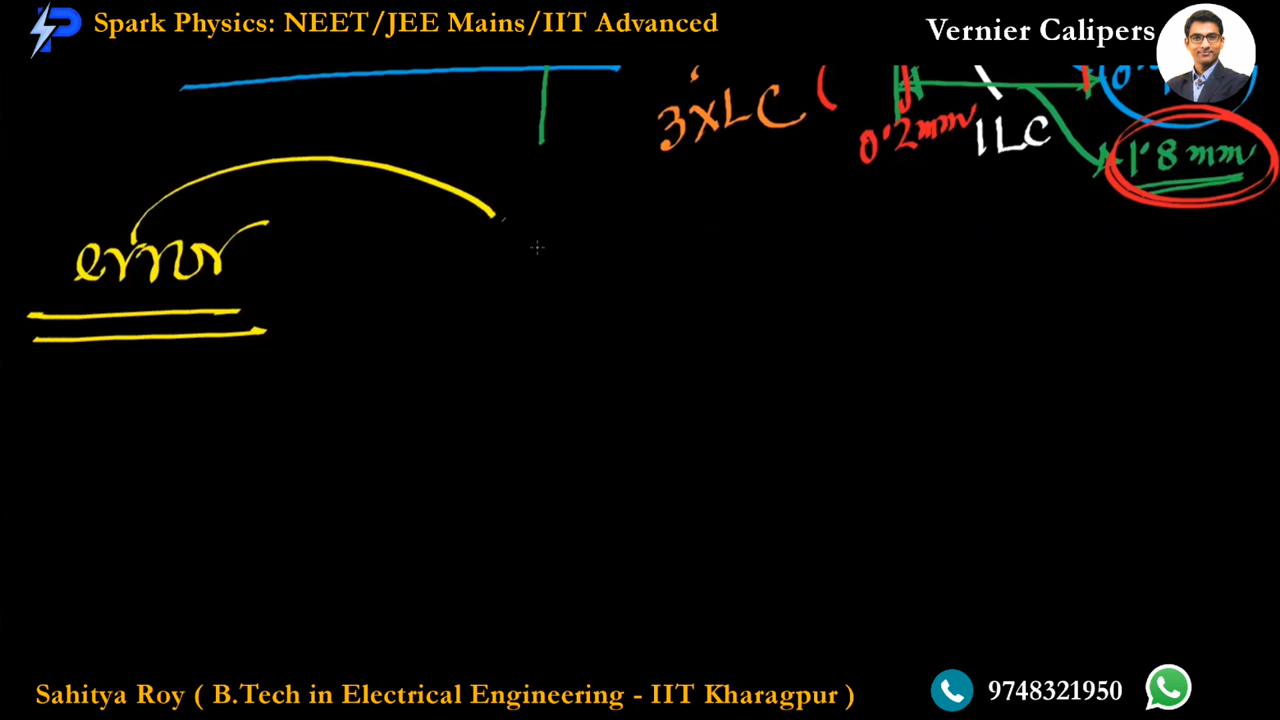 Spark Physics: NEET/JEE Mains/IIT Advanced
Vernier Calipers
3×LC (
0.2mm
1LC
1.8 mm
error
Sahitya Roy ( B.Tech in Electrical Engineering - IIT Kharagpur )
9748321950